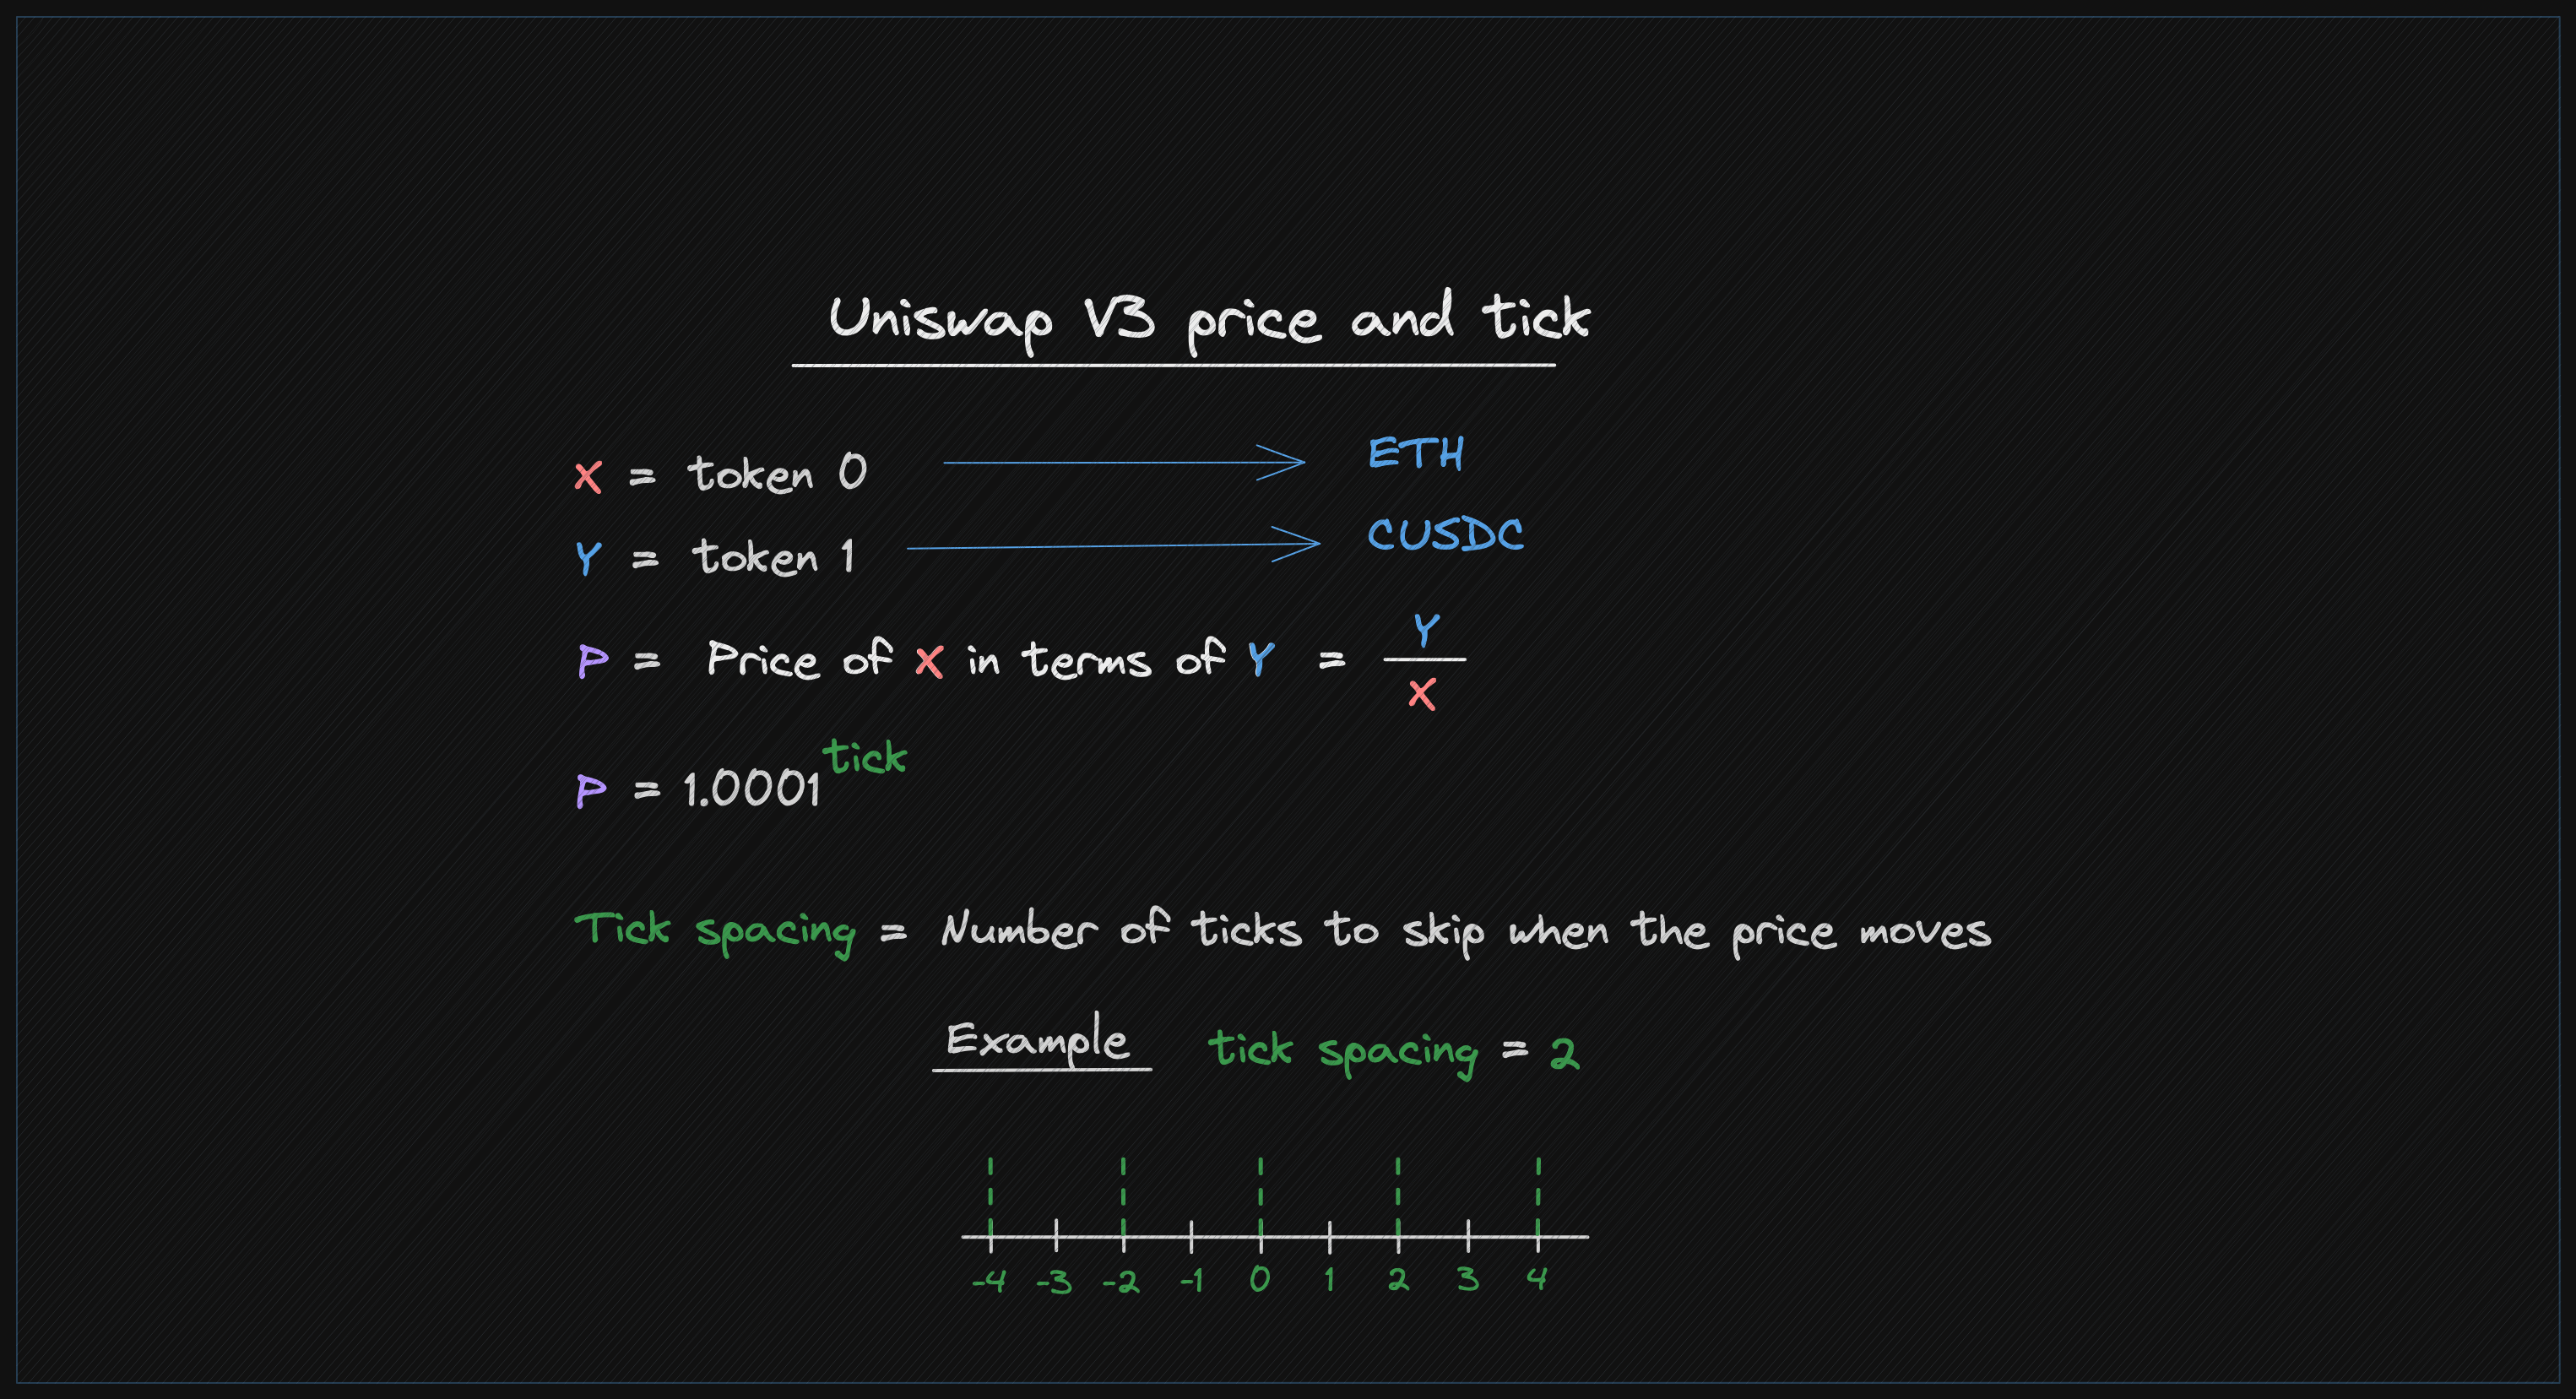 Uniswap V3 price and tick
X = token 0 ETH
Y = token 1 CUSDC
P = Price of X in terms of Y = Y / X
P = 1.0001^tick
Tick spacing = Number of ticks to skip when the price moves
Example tick spacing = 2
-4 -3 -2 -1 0 1 2 3 4